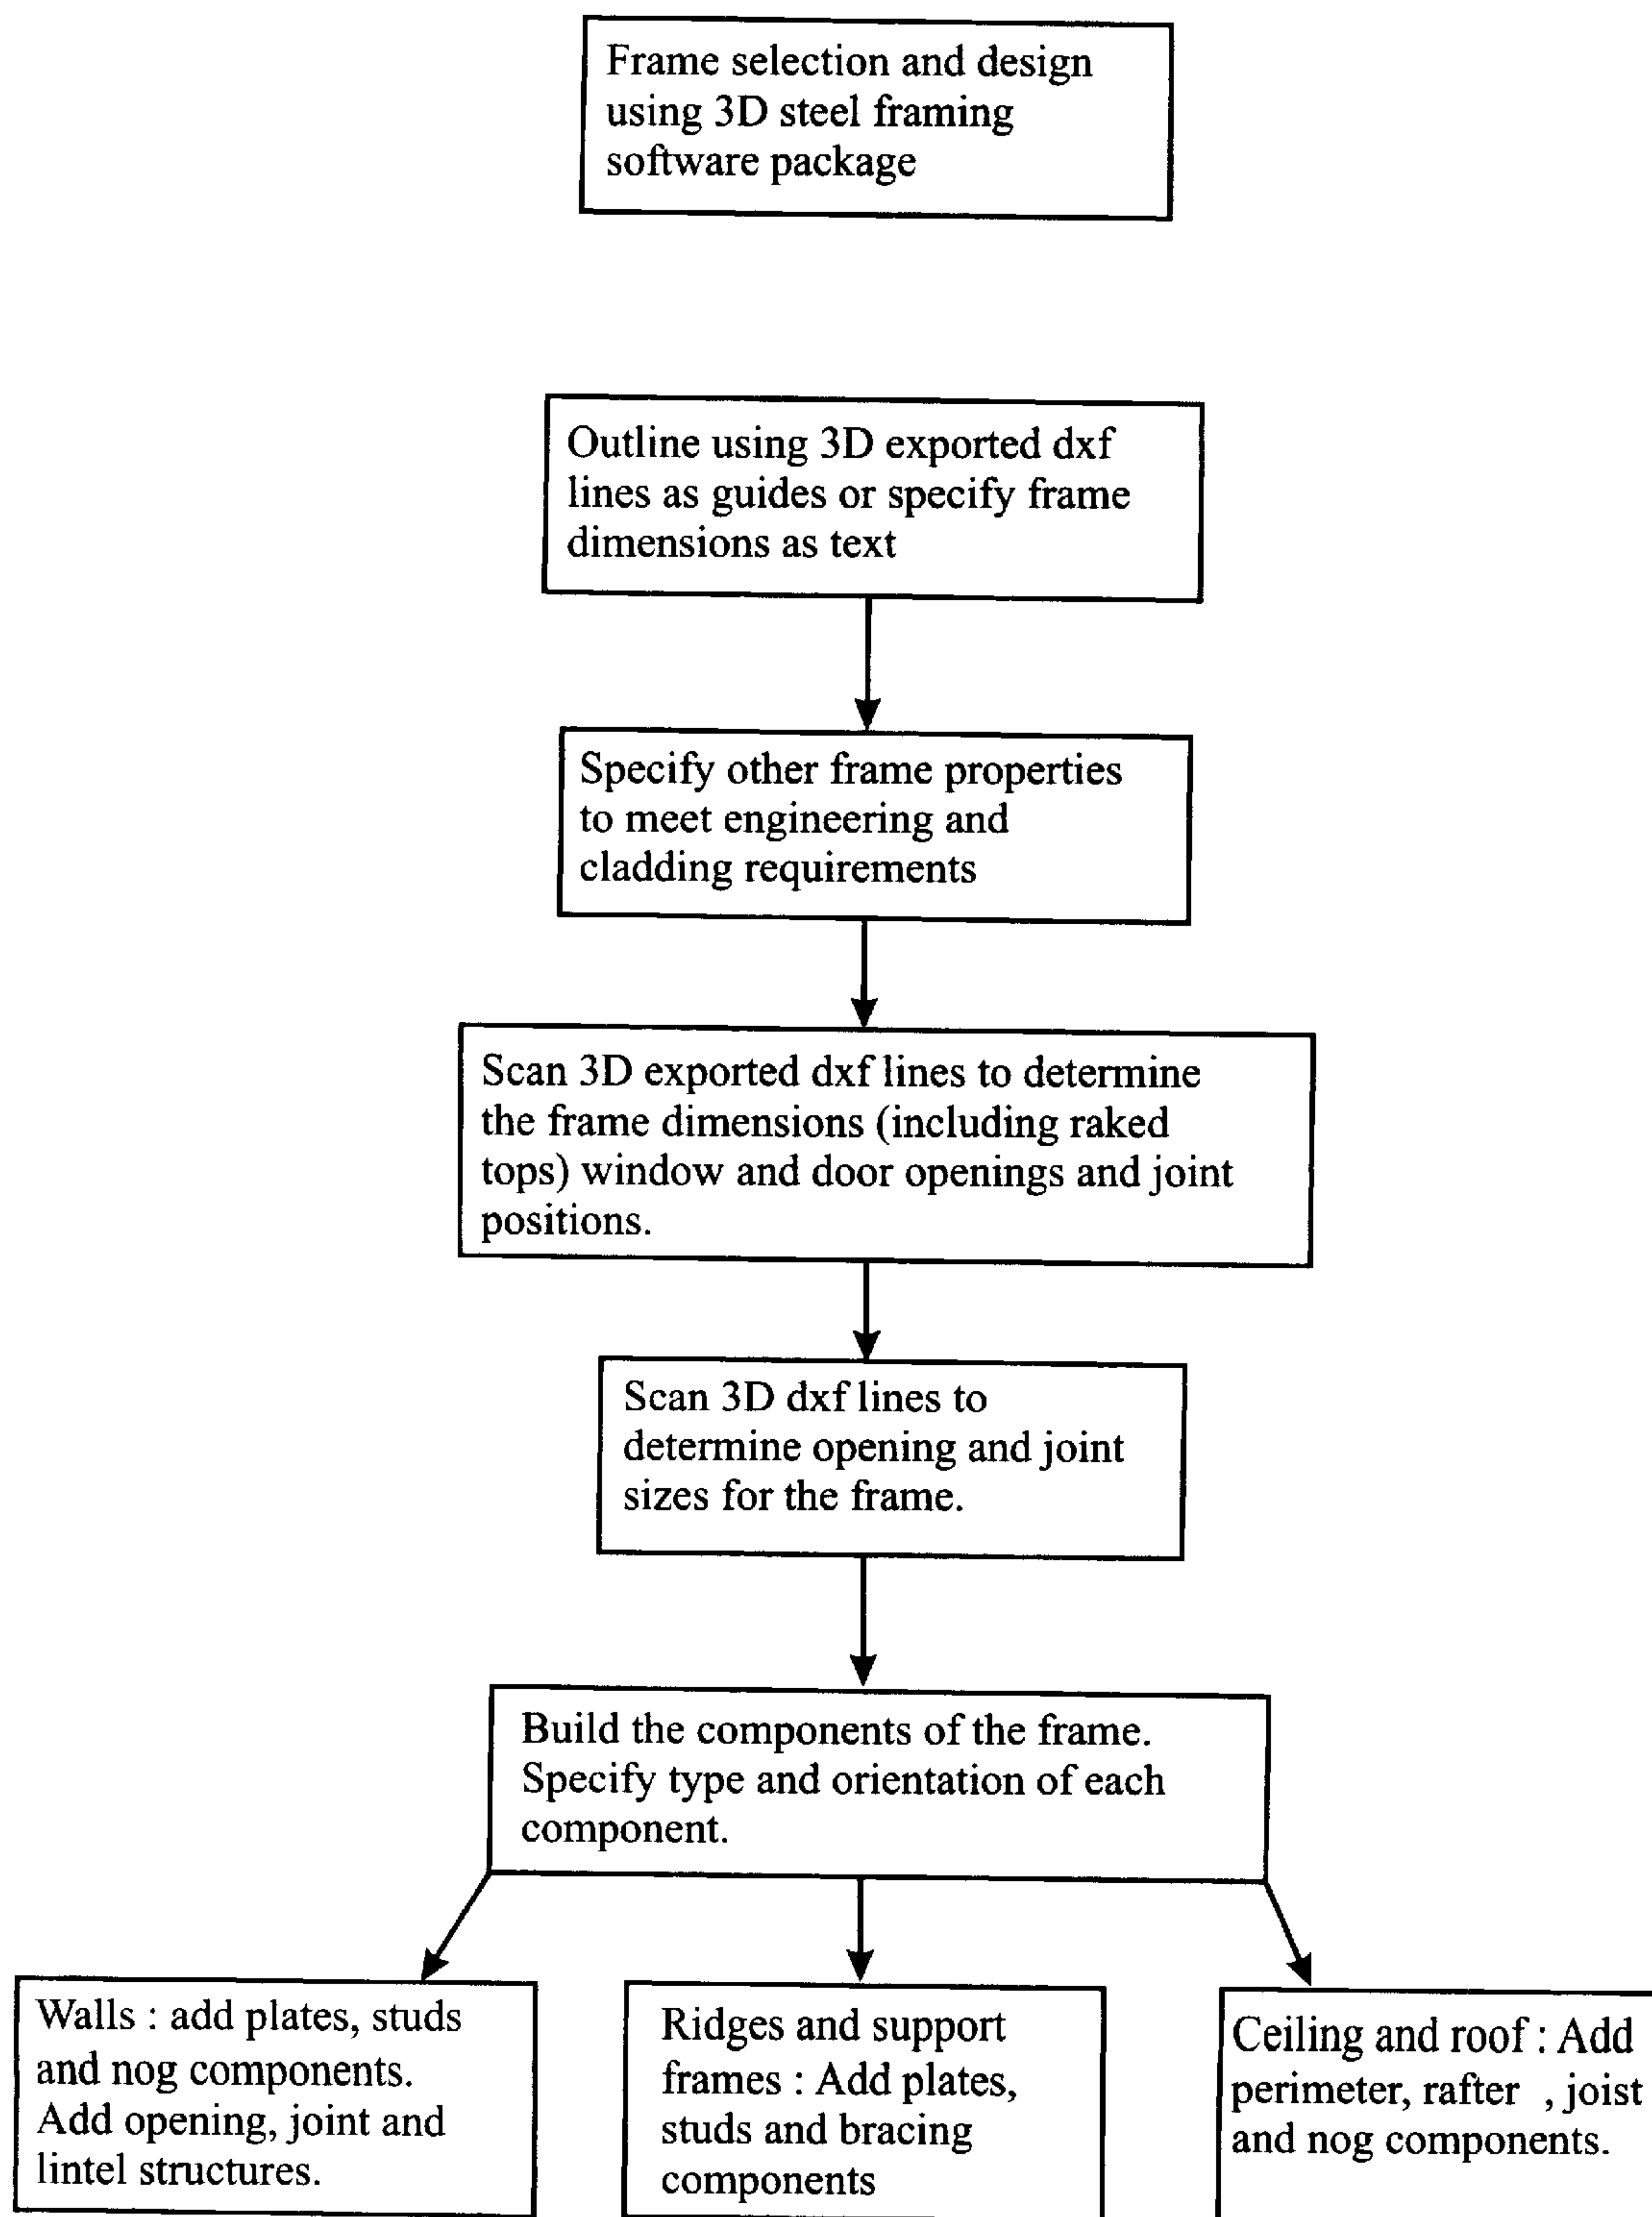 Frame selection and design
using 3D steel framing
software package
Outline using 3D exported dxf
lines as guides or specify frame
dimensions as text
Specify other frame properties
to meet engineering and
cladding requirements
Scan 3D exported dxf lines to determine
the frame dimensions (including raked
tops) window and door openings and joint
positions.
Scan 3D dxf lines to
determine opening and joint
sizes for the frame.
Build the components of the frame.
Specify type and orientation of each
component.
Walls : add plates, studs
and nog components.
Add opening, joint and
lintel structures.
Ridges and support
frames : Add plates,
studs and bracing
components
Ceiling and roof : Add
perimeter, rafter , joist
and nog components.